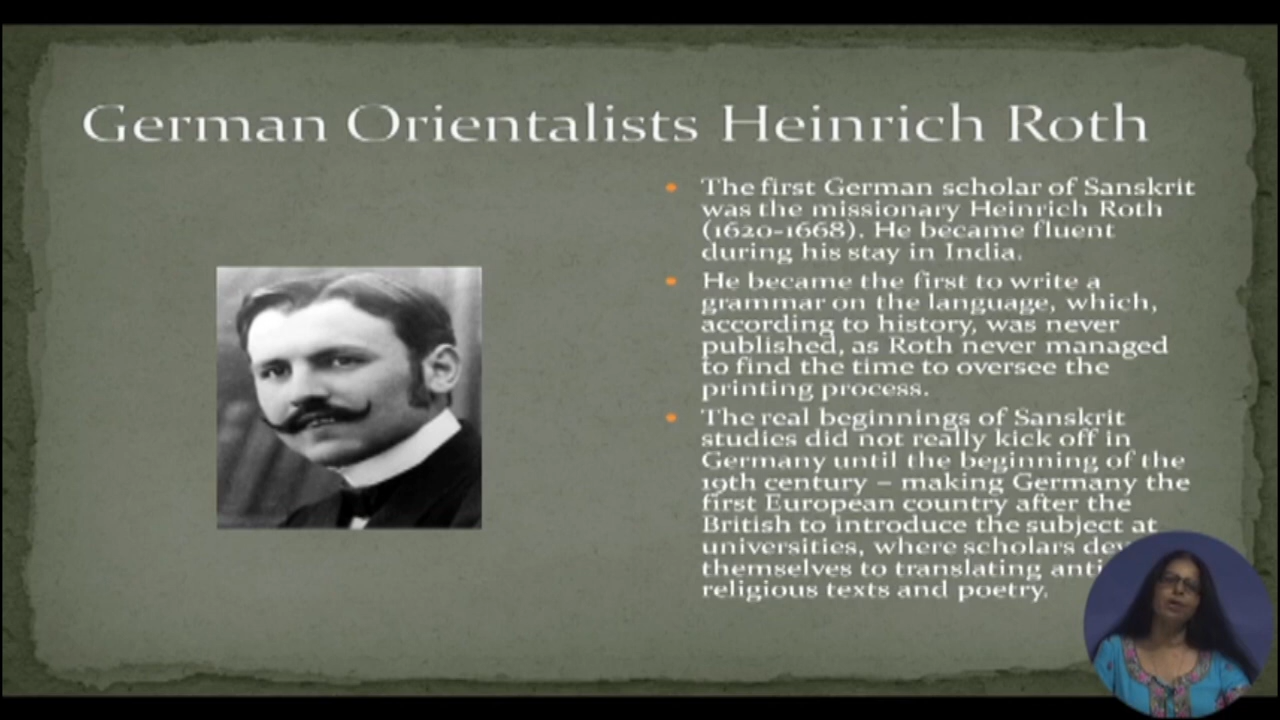 German Orientalists Heinrich Roth
The first German scholar of Sanskrit
was the missionary Heinrich Roth
(1620-1668). He became fluent
during his stay in India.
He became the first to write a
grammar on the language, which,
according to history, was never
published, as Roth never managed
to find the time to oversee the
printing process.
The real beginnings of Sanskrit
studies did not really kick off in
Germany until the beginning of the
19th century – making Germany the
first European country after the
British to introduce the subject at
universities, where scholars
themselves to translating
religious texts and poetry.